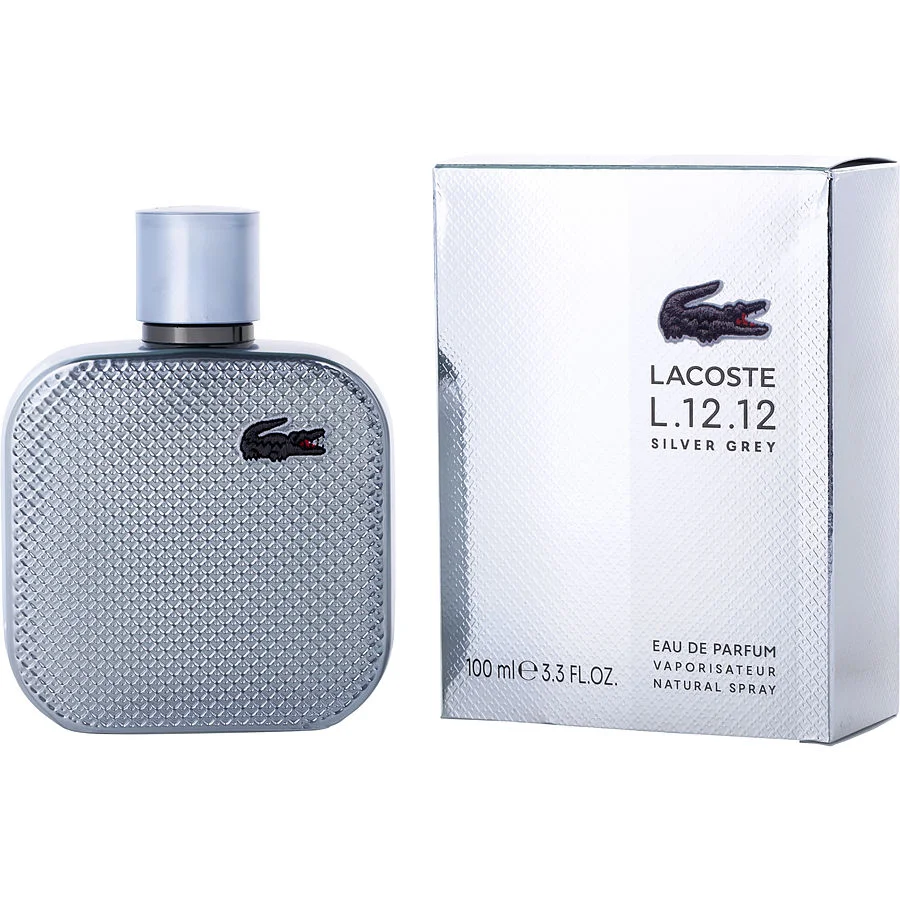 LACOSTE
L.12.12
SILVER GREY
EAU DE PARFUM
VAPORISATEUR
NATURAL SPRAY
100 ml℮3.3 FL.OZ.